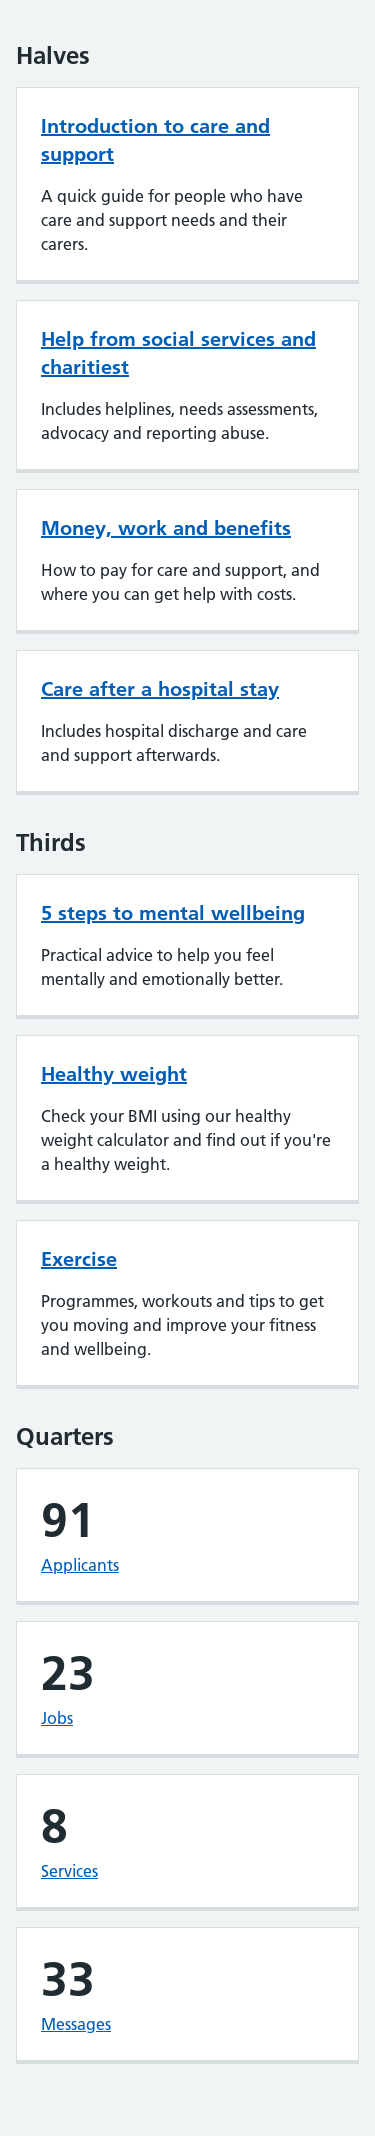 Halves
Introduction to care and
support
A quick guide for people who have
care and support needs and their
carers.
Help from social services and
charitiest
Includes helplines, needs assessments,
advocacy and reporting abuse.
Money, work and benefits
How to pay for care and support, and
where you can get help with costs.
Care after a hospital stay
Includes hospital discharge and care
and support afterwards.
Thirds
5 steps to mental wellbeing
Practical advice to help you feel
mentally and emotionally better.
Healthy weight
Check your BMI using our healthy
weight calculator and find out if you're
a healthy weight.
Exercise
Programmes, workouts and tips to get
you moving and improve your fitness
and wellbeing.
Quarters
91
Applicants
23
Jobs
8
Services
33
Messages